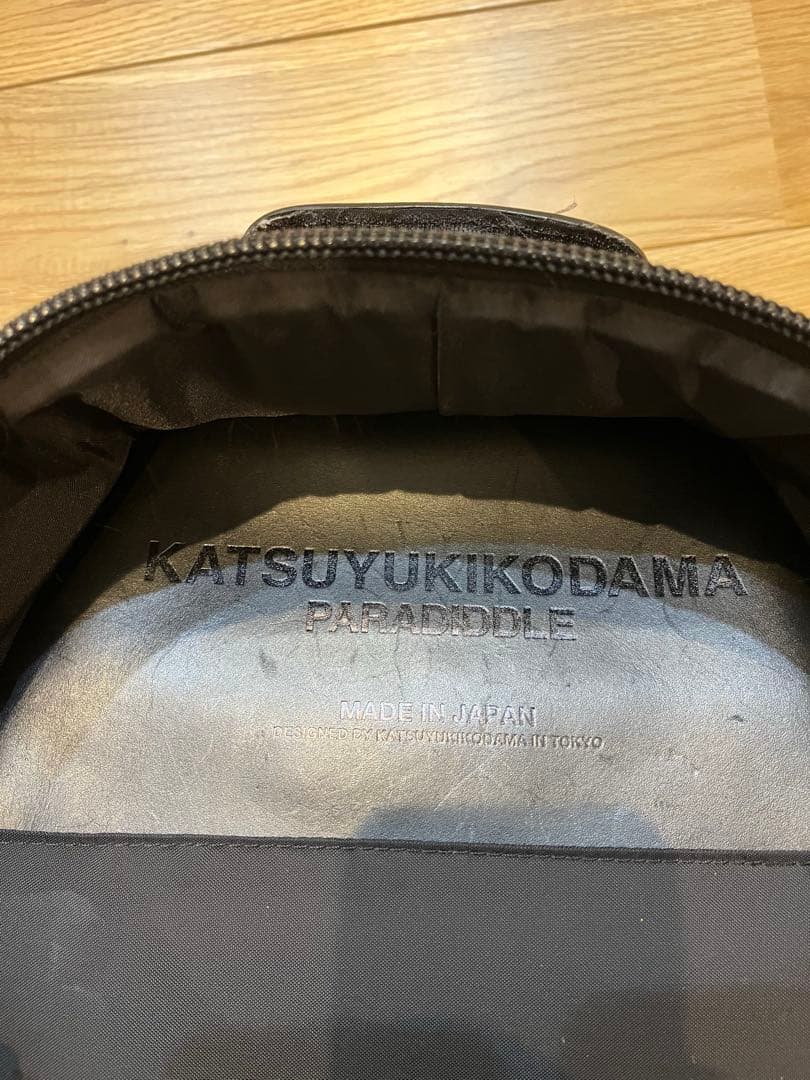 KATSUYUKIKODAMA
PARADIDDLE
MADE IN JAPAN
DESIGNED BY KATSUYUKIKODAMA IN TOKYO